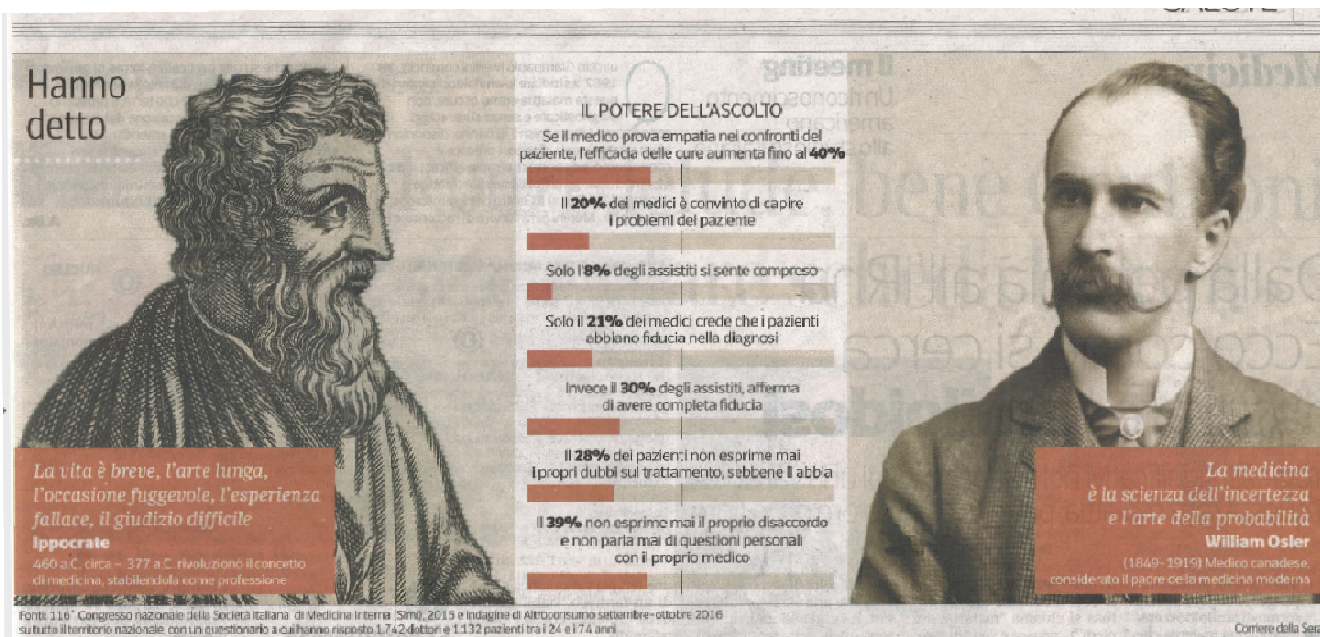 SALUTE
Hanno
detto
La vita è breve, l'arte lunga,
l'occasione fuggevole, l'esperienza
fallace, il giudizio difficile
Ippocrate
460 a.C. circa – 377 a.C. rivoluzionò il concetto
di medicina, stabilendola come professione
IL POTERE DELL'ASCOLTO
Se il medico prova empatia nei confronti del
paziente, l'efficacia delle cure aumenta fino al 40%
Il 20% dei medici è convinto di capire
i problemi del paziente
Solo l'8% degli assistiti si sente compreso
Solo il 21% dei medici crede che i pazienti
abbiano fiducia nella diagnosi
Invece il 30% degli assistiti, afferma
di avere completa fiducia
Il 28% dei pazienti non esprime mai
i propri dubbi sul trattamento, sebbene li abbia
Il 39% non esprime mai il proprio disaccordo
e non parla mai di questioni personali
con il proprio medico
La medicina
è la scienza dell'incertezza
e l'arte della probabilità
William Osler
(1849-1919) Medico canadese,
considerato il padre della medicina moderna
Fonti: 116° Congresso nazionale della Società Italiana di Medicina Interna (Simi), 2015 e indagine di Altroconsumo settembre-ottobre 2016
su tutto il territorio nazionale, con un questionario a cui hanno risposto 1.742 dottori e 1.132 pazienti tra i 24 e i 74 anni
Corriere della Sera